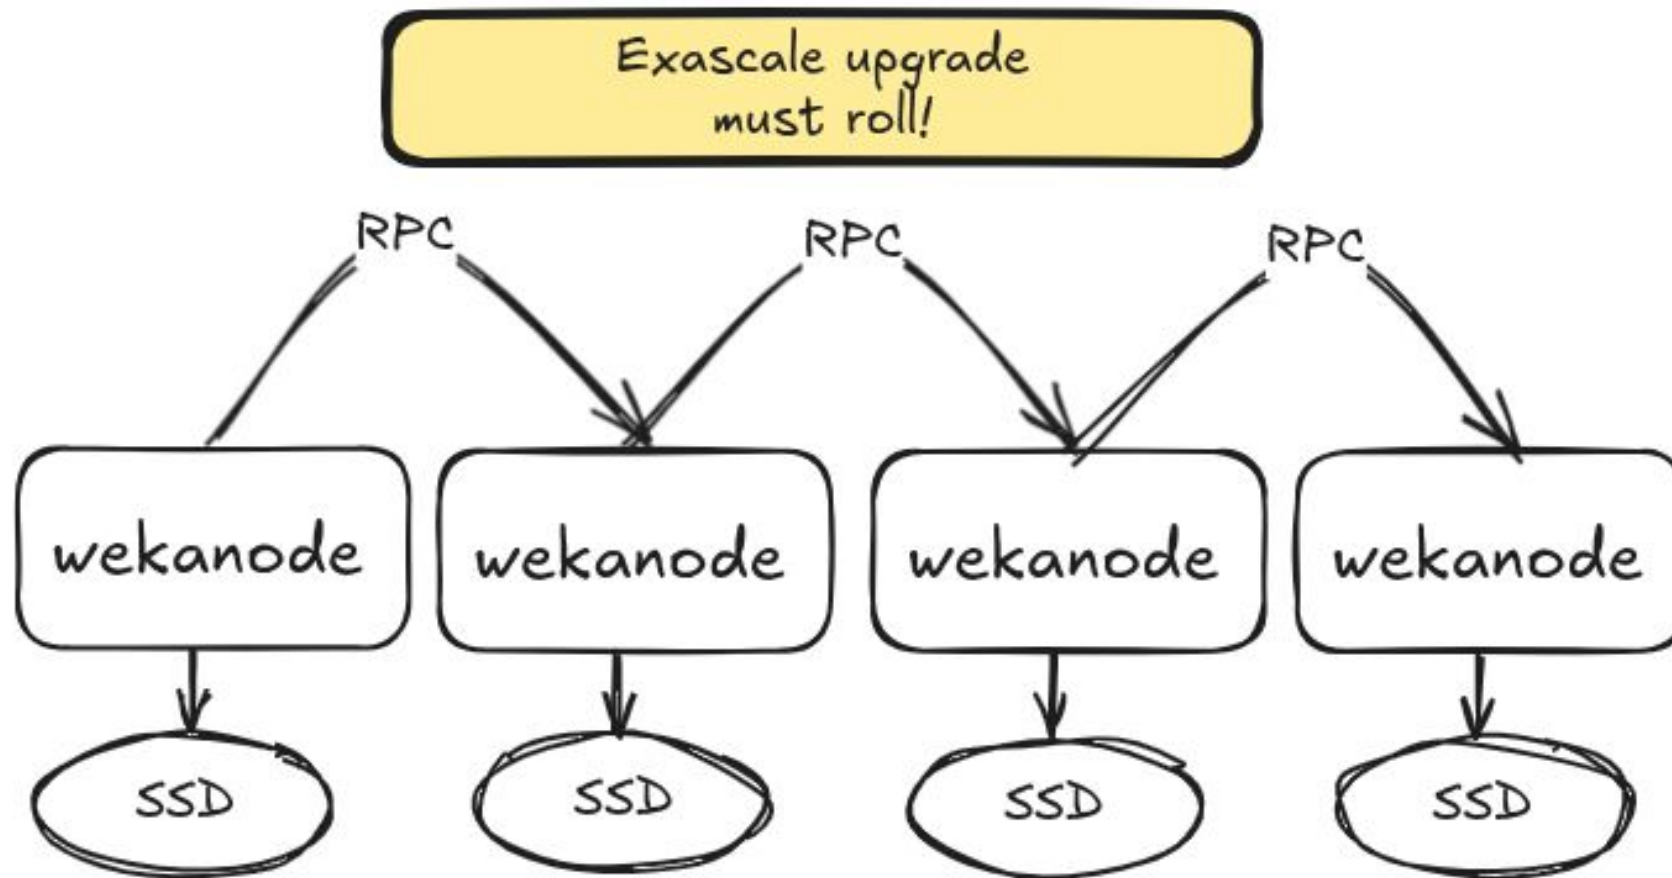 Exascale upgrade
must roll!
RPC
RPC
RPC
wekanode
wekanode
wekanode
wekanode
SSD
SSD
SSD
SSD